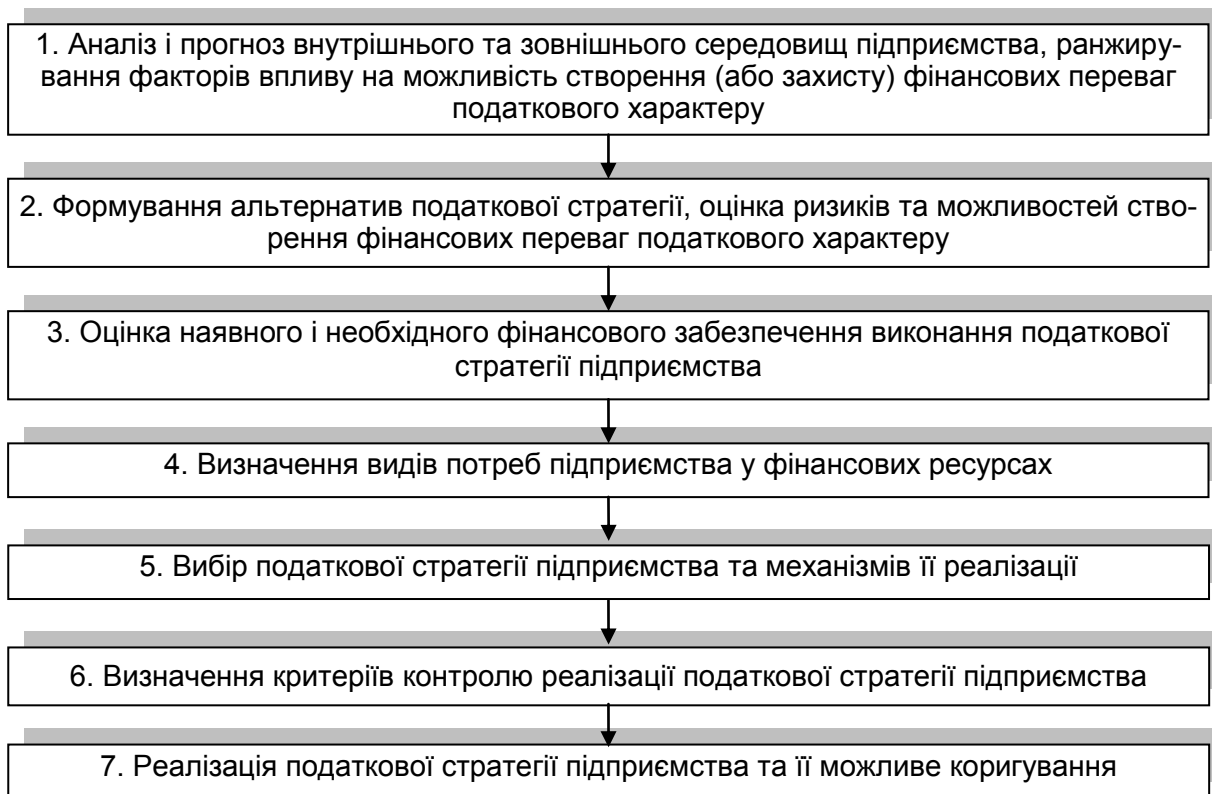 1. Аналіз і прогноз внутрішнього та зовнішнього середовищ підприємства, ранжиру-
вання факторів впливу на можливість створення (або захисту) фінансових переваг
податкового характеру
2. Формування альтернатив податкової стратегії, оцінка ризиків та можливостей ство-
рення фінансових переваг податкового характеру
3. Оцінка наявного і необхідного фінансового забезпечення виконання податкової
стратегії підприємства
4. Визначення видів потреб підприємства у фінансових ресурсах
5. Вибір податкової стратегії підприємства та механізмів її реалізації
6. Визначення критеріїв контролю реалізації податкової стратегії підприємства
7. Реалізація податкової стратегії підприємства та її можливе коригування